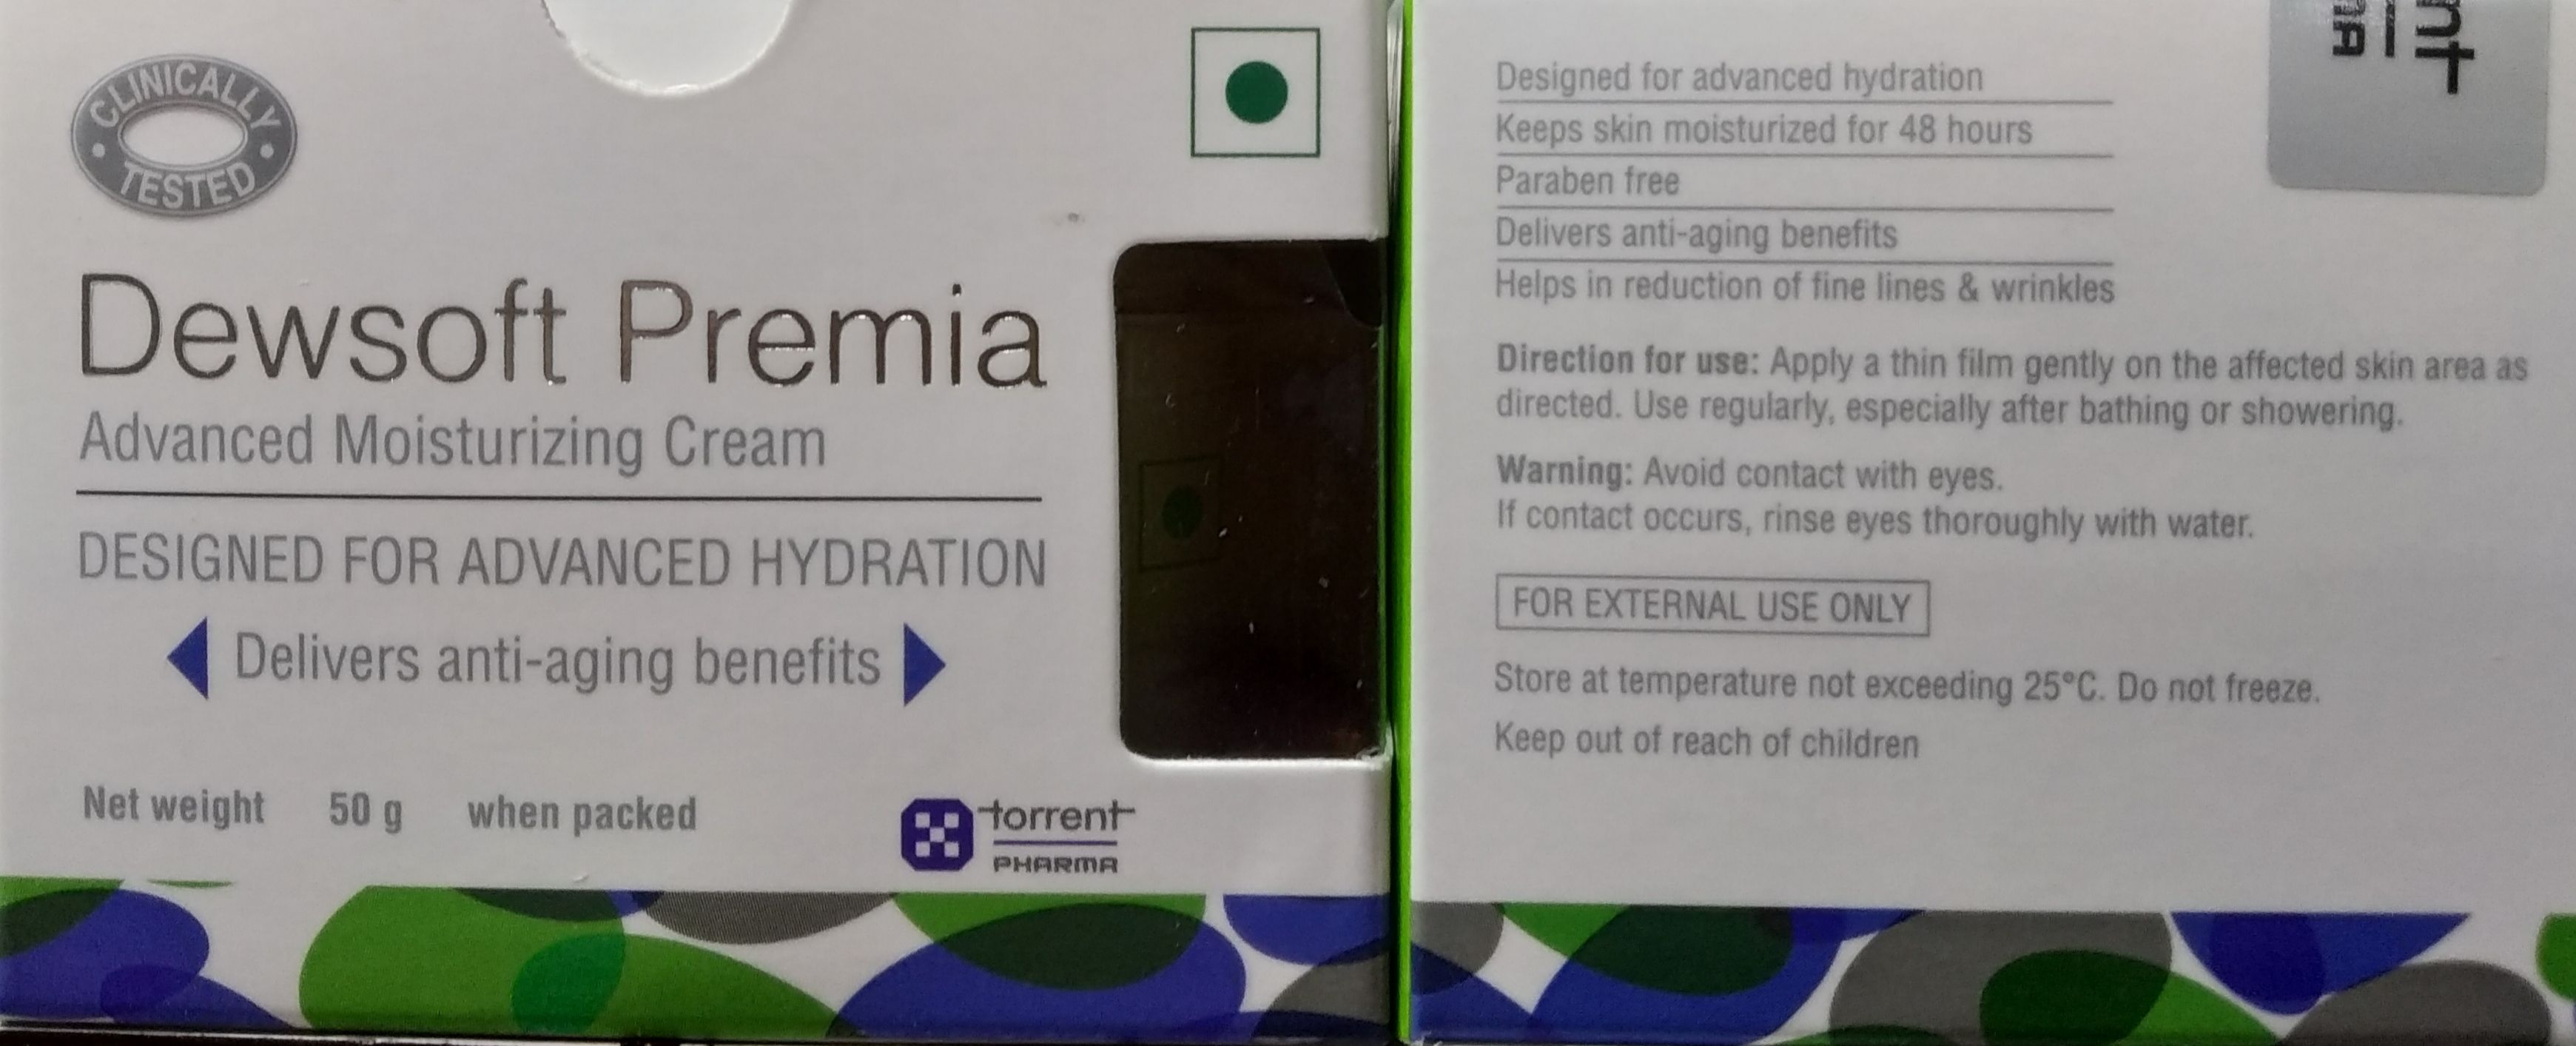 CLINICALLY
TESTED
Dewsoft Premia
Advanced Moisturizing Cream
DESIGNED FOR ADVANCED HYDRATION
Delivers anti-aging benefits
Net weight 50 g when packed
torrent
PHARMA
Designed for advanced hydration
Keeps skin moisturized for 48 hours
Paraben free
Delivers anti-aging benefits
Helps in reduction of fine lines & wrinkles
Direction for use: Apply a thin film gently on the affected skin area as
directed. Use regularly, especially after bathing or showering.
Warning: Avoid contact with eyes.
If contact occurs, rinse eyes thoroughly with water.
FOR EXTERNAL USE ONLY
Store at temperature not exceeding 25°C. Do not freeze.
Keep out of reach of children